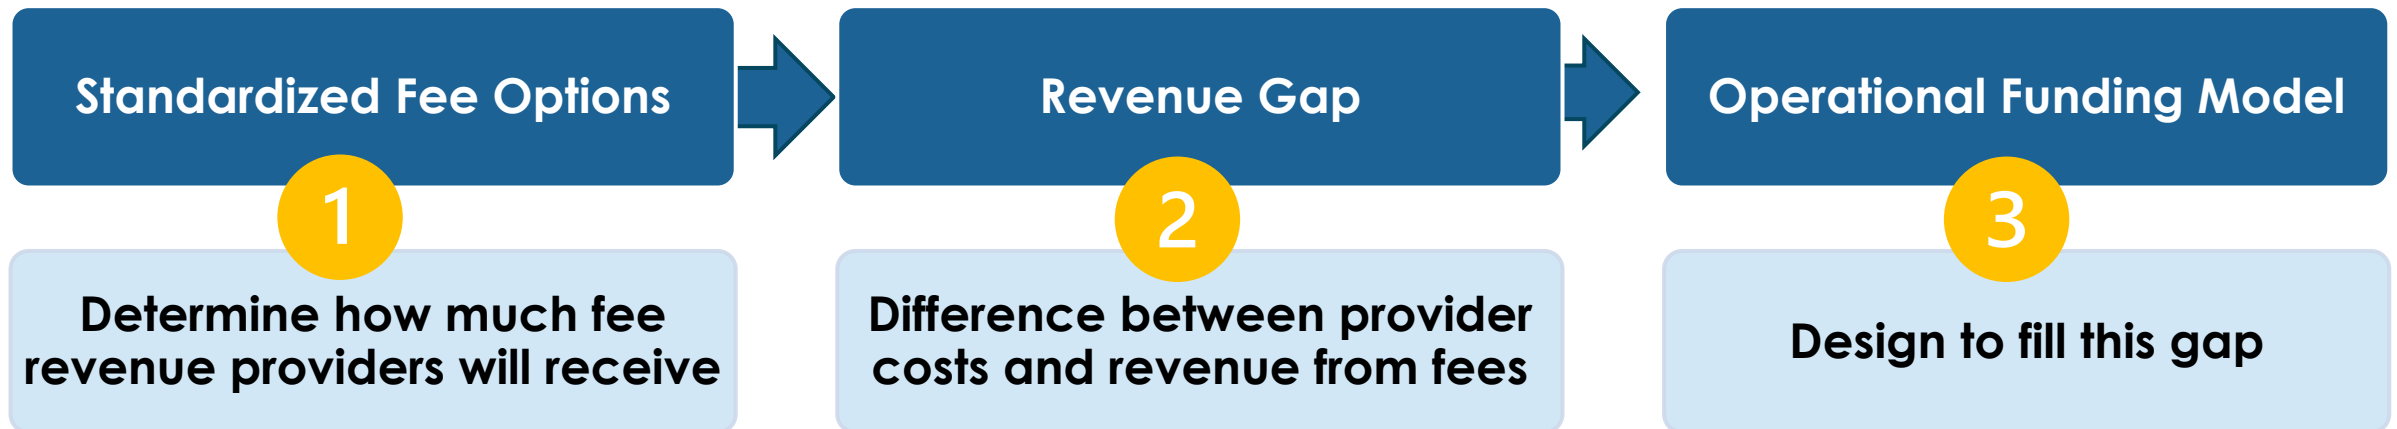 Standardized Fee Options
Revenue Gap
Operational Funding Model
1
2
3
Determine how much fee
revenue providers will receive
Difference between provider
costs and revenue from fees
Design to fill this gap